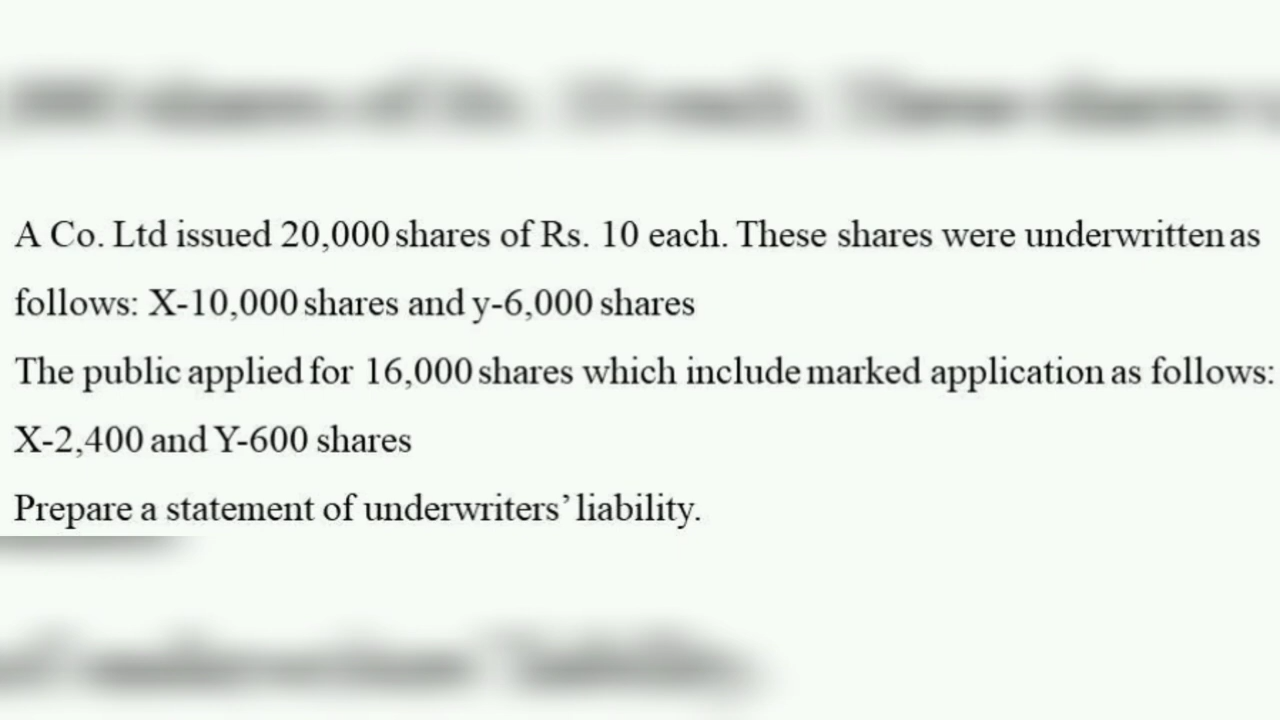 A Co. Ltd issued 20,000 shares of Rs. 10 each. These shares were underwritten as
follows: X-10,000 shares and y-6,000 shares
The public applied for 16,000 shares which include marked application as follows:
X-2,400 and Y-600 shares
Prepare a statement of underwriters’ liability.